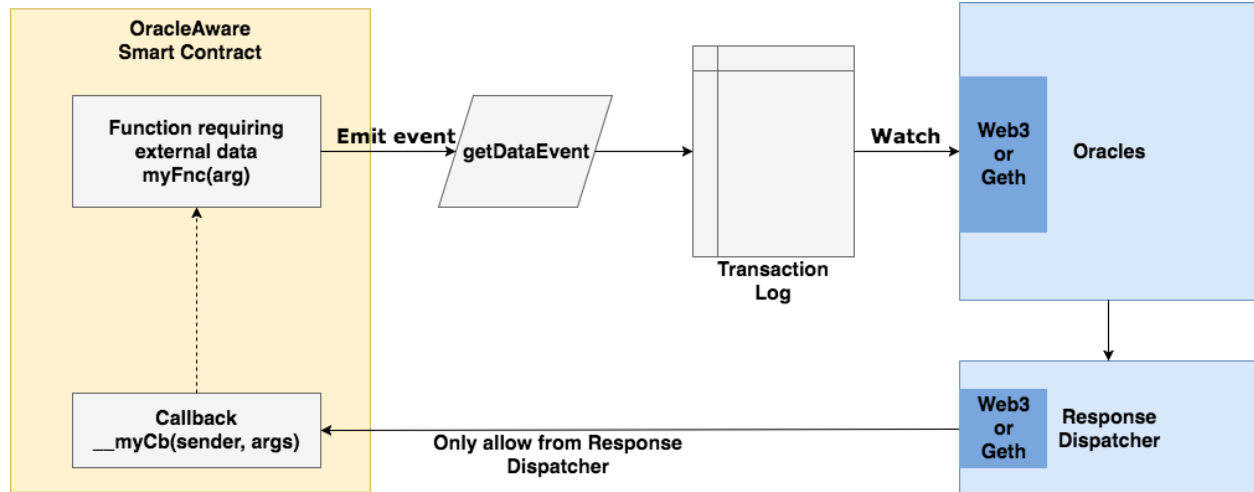 OracleAware
Smart Contract
Function requiring
external data
myFnc(arg)
Emit event
getDataEvent
Transaction
Log
Watch
Web3
or
Geth
Oracles
Callback
__myCb(sender, args)
Only allow from Response
Dispatcher
Web3
or
Geth
Response
Dispatcher